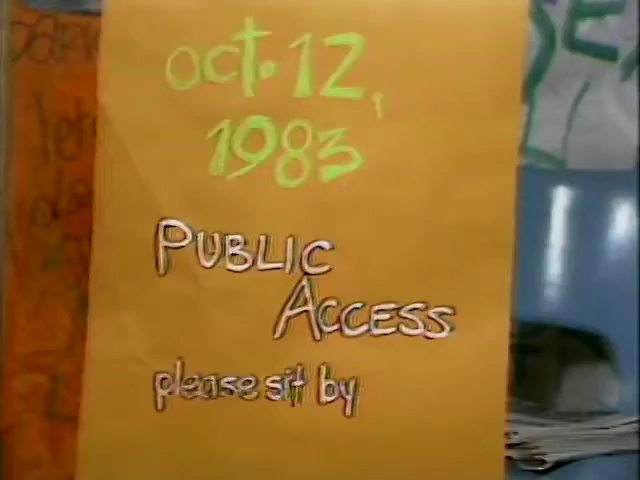 Oct. 12,
1983
PUBLIC
ACCESS
please sit by